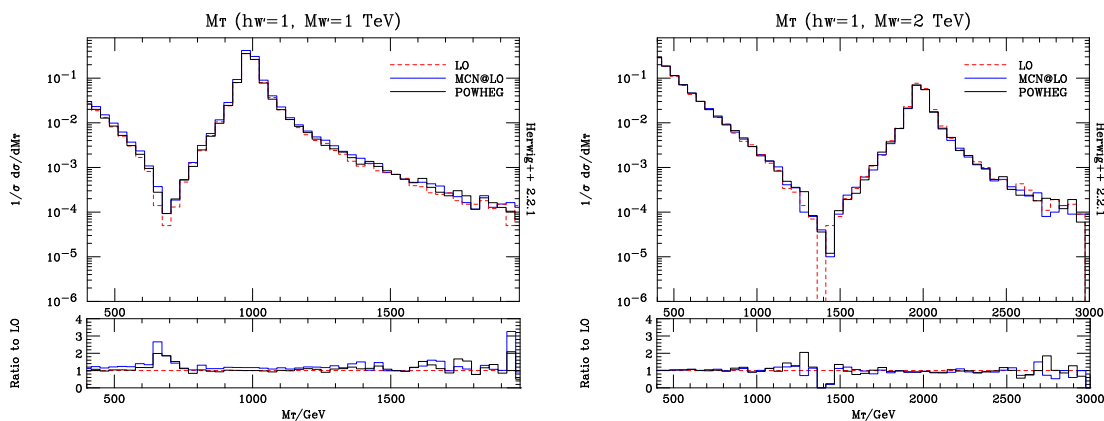 Mᴛ (hw'=1, Mw'=1 TeV)
10⁻¹
10⁻²
10⁻³
10⁻⁴
10⁻⁵
10⁻⁶
1/σ dσ/dMᴛ
LO
MCN@LO
POWHEG
Herwig++ 2.2.1
500
1000
1500
4
3
2
1
0
Ratio to LO
500
1000
1500
Mᴛ/GeV
Mᴛ (hw'=1, Mw'=2 TeV)
10⁻¹
10⁻²
10⁻³
10⁻⁴
10⁻⁵
10⁻⁶
1/σ dσ/dMᴛ
LO
MCN@LO
POWHEG
Herwig++ 2.2.1
500
1000
1500
2000
2500
3000
4
3
2
1
0
Ratio to LO
500
1000
1500
2000
2500
3000
Mᴛ/GeV